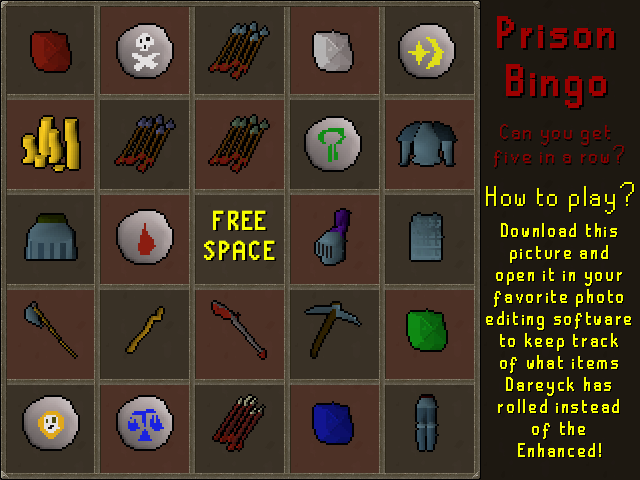 Prison
Bingo
Can you get
five in a row?
How to play?
Download this
picture and
open it in your
favorite photo
editing software
to keep track
of what items
Dareyck has
rolled instead
of the
Enhanced!
FREE
SPACE